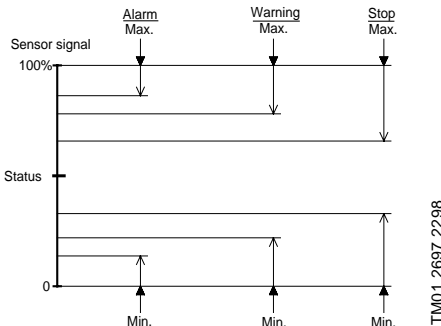 Alarm Warning Stop
Max. Max. Max.
Sensor signal
100%
Status
0
Min. Min. Min.
TM01 2697 2298